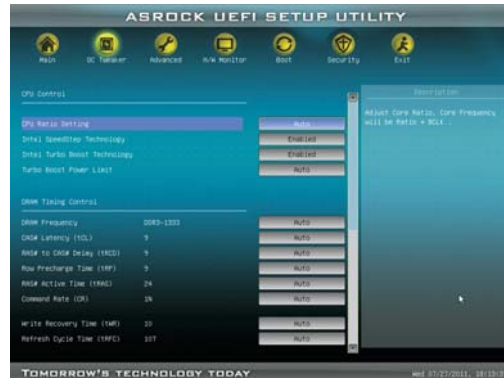 ASROCK UEFI SETUP UTILITY
Main OC Tweaker Advanced H/W Monitor Boot Security Exit
CPU Control
Description
CPU Ratio Setting Auto
Adjust Core Ratio, Core Frequency
will be Ratio * BCLK .
Intel SpeedStep Technology Enabled
Intel Turbo Boost Technology Enabled
Turbo Boost Power Limit Auto
DRAM Timing Control
DRAM Frequency DDR3-1333 Auto
CAS# Latency (tCL) 9 Auto
RAS# to CAS# Delay (tRCD) 9 Auto
Row Precharge Time (tRP) 9 Auto
RAS# Active Time (tRAS) 24 Auto
Command Rate (CR) 1N Auto
Write Recovery Time (tWR) 10 Auto
Refresh Cycle Time (tRFC) 107 Auto
TOMORROW'S TECHNOLOGY TODAY
Wed 07/27/2011,